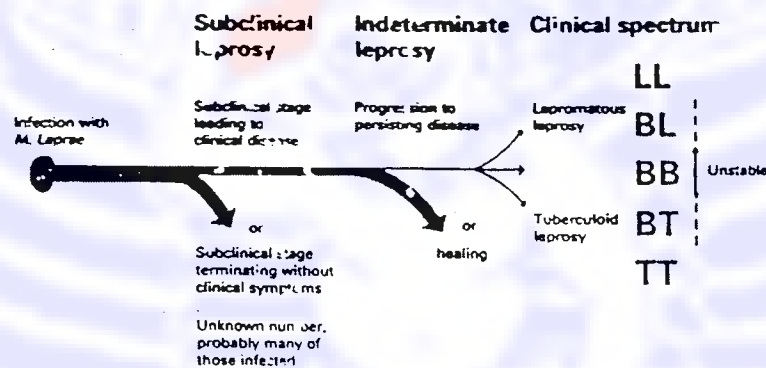 Subclinical
leprosy
Indeterminate
leprosy
Clinical spectrum
Infection with
M. Leprae
Subclinical stage
leading to
clinical disease
Progression to
persisting disease
Lepromatous
leprosy
LL
BL
BB
BT
TT
Unstable
or
Subclinical stage
terminating without
clinical symptoms
Unknown number,
probably many of
those infected
or
healing
Tuberculoid
leprosy